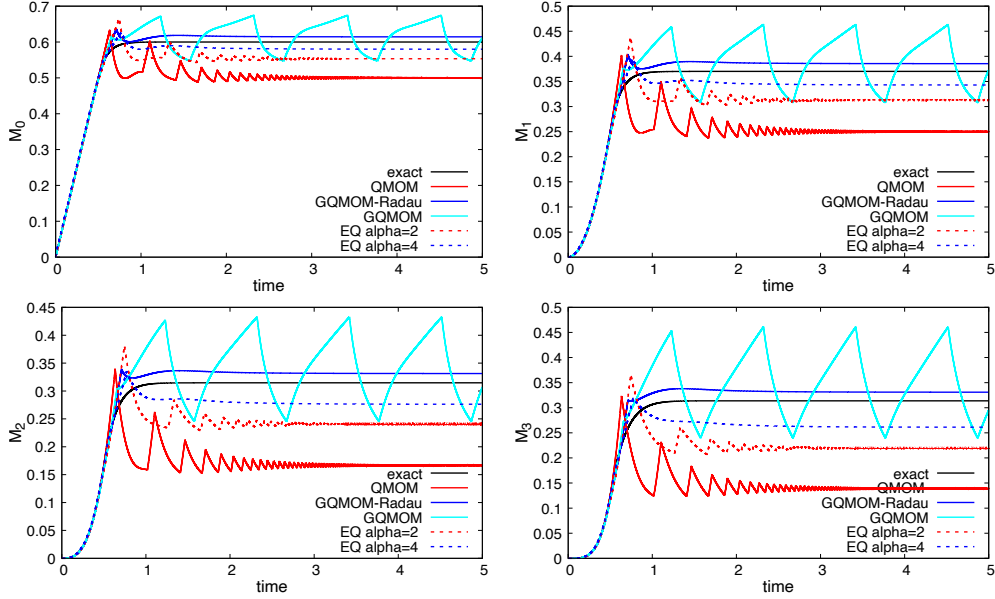 0.7
0.6
0.5
0.4
0.3
0.2
0.1
0
M0
0 1 2 3 4 5
time
exact
QMOM
GQMOM-Radau
GQMOM
EQ alpha=2
EQ alpha=4
0.5
0.45
0.4
0.35
0.3
0.25
0.2
0.15
0.1
0.05
0
M1
0 1 2 3 4 5
time
exact
QMOM
GQMOM-Radau
GQMOM
EQ alpha=2
EQ alpha=4
0.45
0.4
0.35
0.3
0.25
0.2
0.15
0.1
0.05
0
M2
0 1 2 3 4 5
time
exact
QMOM
GQMOM-Radau
GQMOM
EQ alpha=2
EQ alpha=4
0.5
0.45
0.4
0.35
0.3
0.25
0.2
0.15
0.1
0.05
0
M3
0 1 2 3 4 5
time
exact
QMOM
GQMOM-Radau
GQMOM
EQ alpha=2
EQ alpha=4